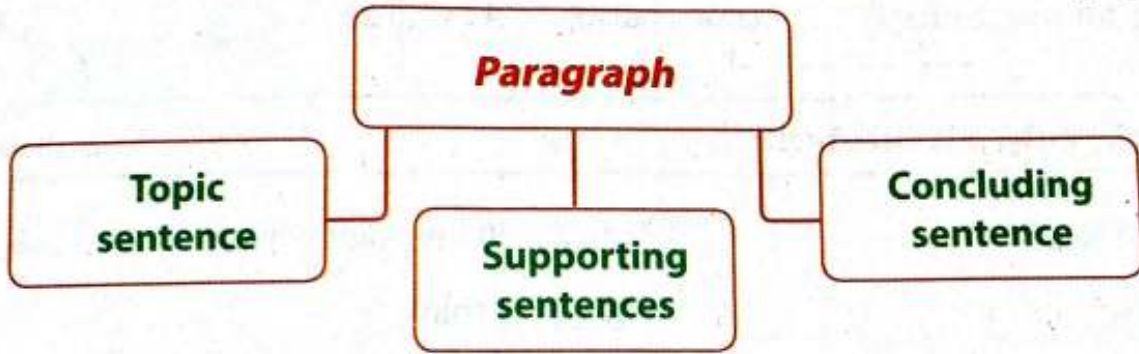 Paragraph
Topic
sentence
Supporting
sentences
Concluding
sentence